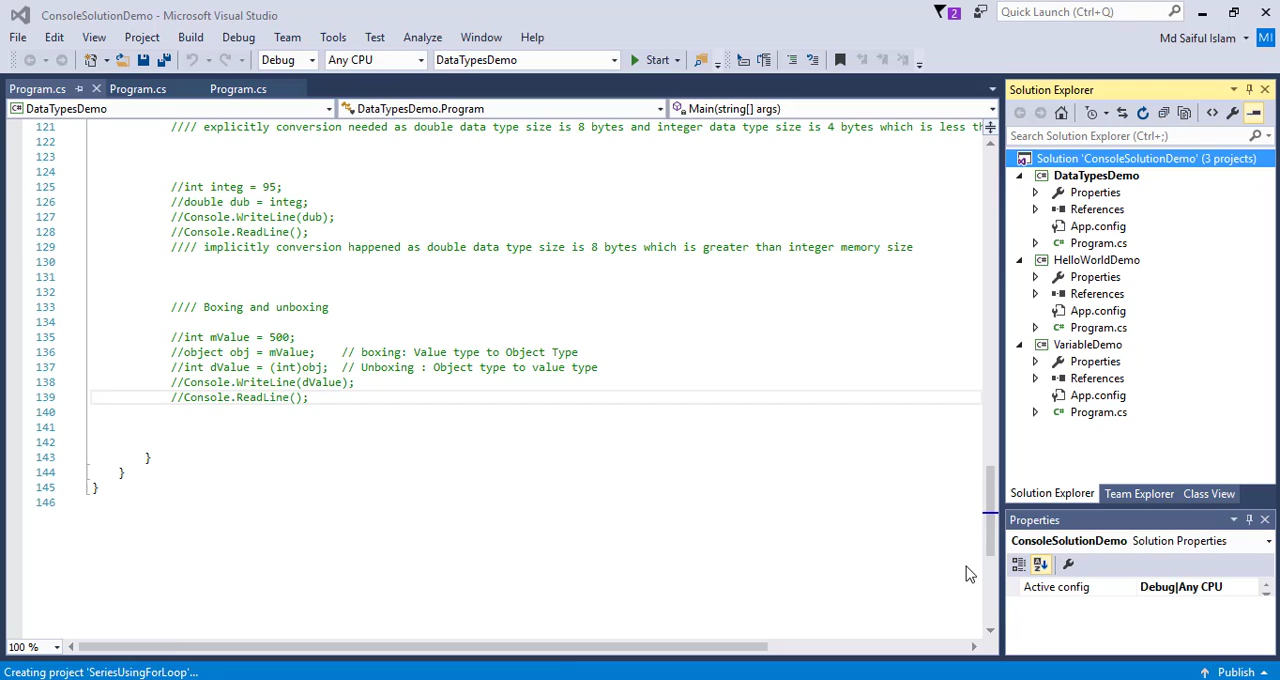 ConsoleSolutionDemo - Microsoft Visual Studio
2
Quick Launch (Ctrl+Q)
File Edit View Project Build Debug Team Tools Test Analyze Window Help
Md Saiful Islam MI
Debug Any CPU DataTypesDemo Start
Program.cs Program.cs Program.cs
DataTypesDemo DataTypesDemo.Program Main(string[] args)
121 //// explicitly conversion needed as double data type size is 8 bytes and integer data type size is 4 bytes which is less th
122
123
124
125 //int integ = 95;
126 //double dub = integ;
127 //Console.WriteLine(dub);
128 //Console.ReadLine();
129 //// implicitly conversion happened as double data type size is 8 bytes which is greater than integer memory size
130
131
132
133 //// Boxing and unboxing
134
135 //int mValue = 500;
136 //object obj = mValue; // boxing: Value type to Object Type
137 //int dValue = (int)obj; // Unboxing : Object type to value type
138 //Console.WriteLine(dValue);
139 //Console.ReadLine();
140
141
142
143 }
144 }
145 }
146
100 %
Creating project 'SeriesUsingForLoop'...
Solution Explorer
Search Solution Explorer (Ctrl+;)
Solution 'ConsoleSolutionDemo' (3 projects)
DataTypesDemo
Properties
References
App.config
Program.cs
HelloWorldDemo
Properties
References
App.config
Program.cs
VariableDemo
Properties
References
App.config
Program.cs
Solution Explorer Team Explorer Class View
Properties
ConsoleSolutionDemo Solution Properties
Active config Debug|Any CPU
Publish